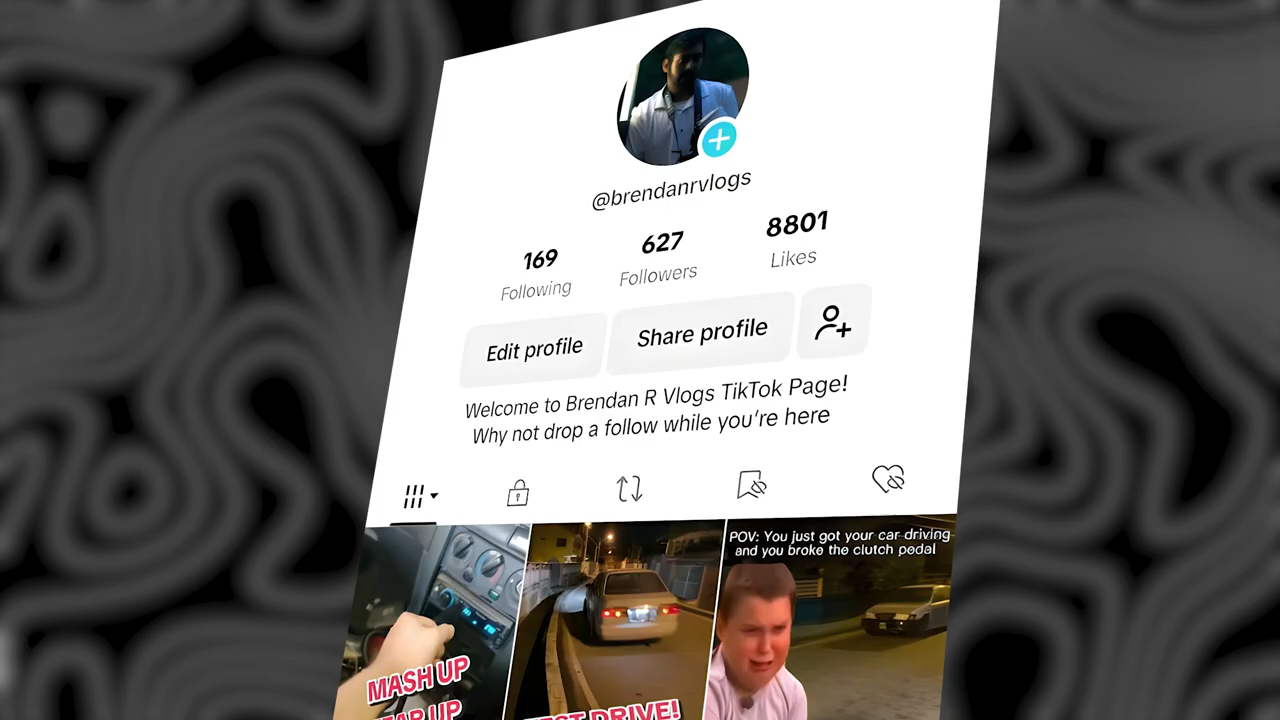 @brendanrvlogs
169
Following
627
Followers
8801
Likes
Edit profile
Share profile
Welcome to Brendan R Vlogs TikTok Page!
Why not drop a follow while you're here
MASH UP
UP
DRIVE!
POV: You just got your car driving
and you broke the clutch pedal